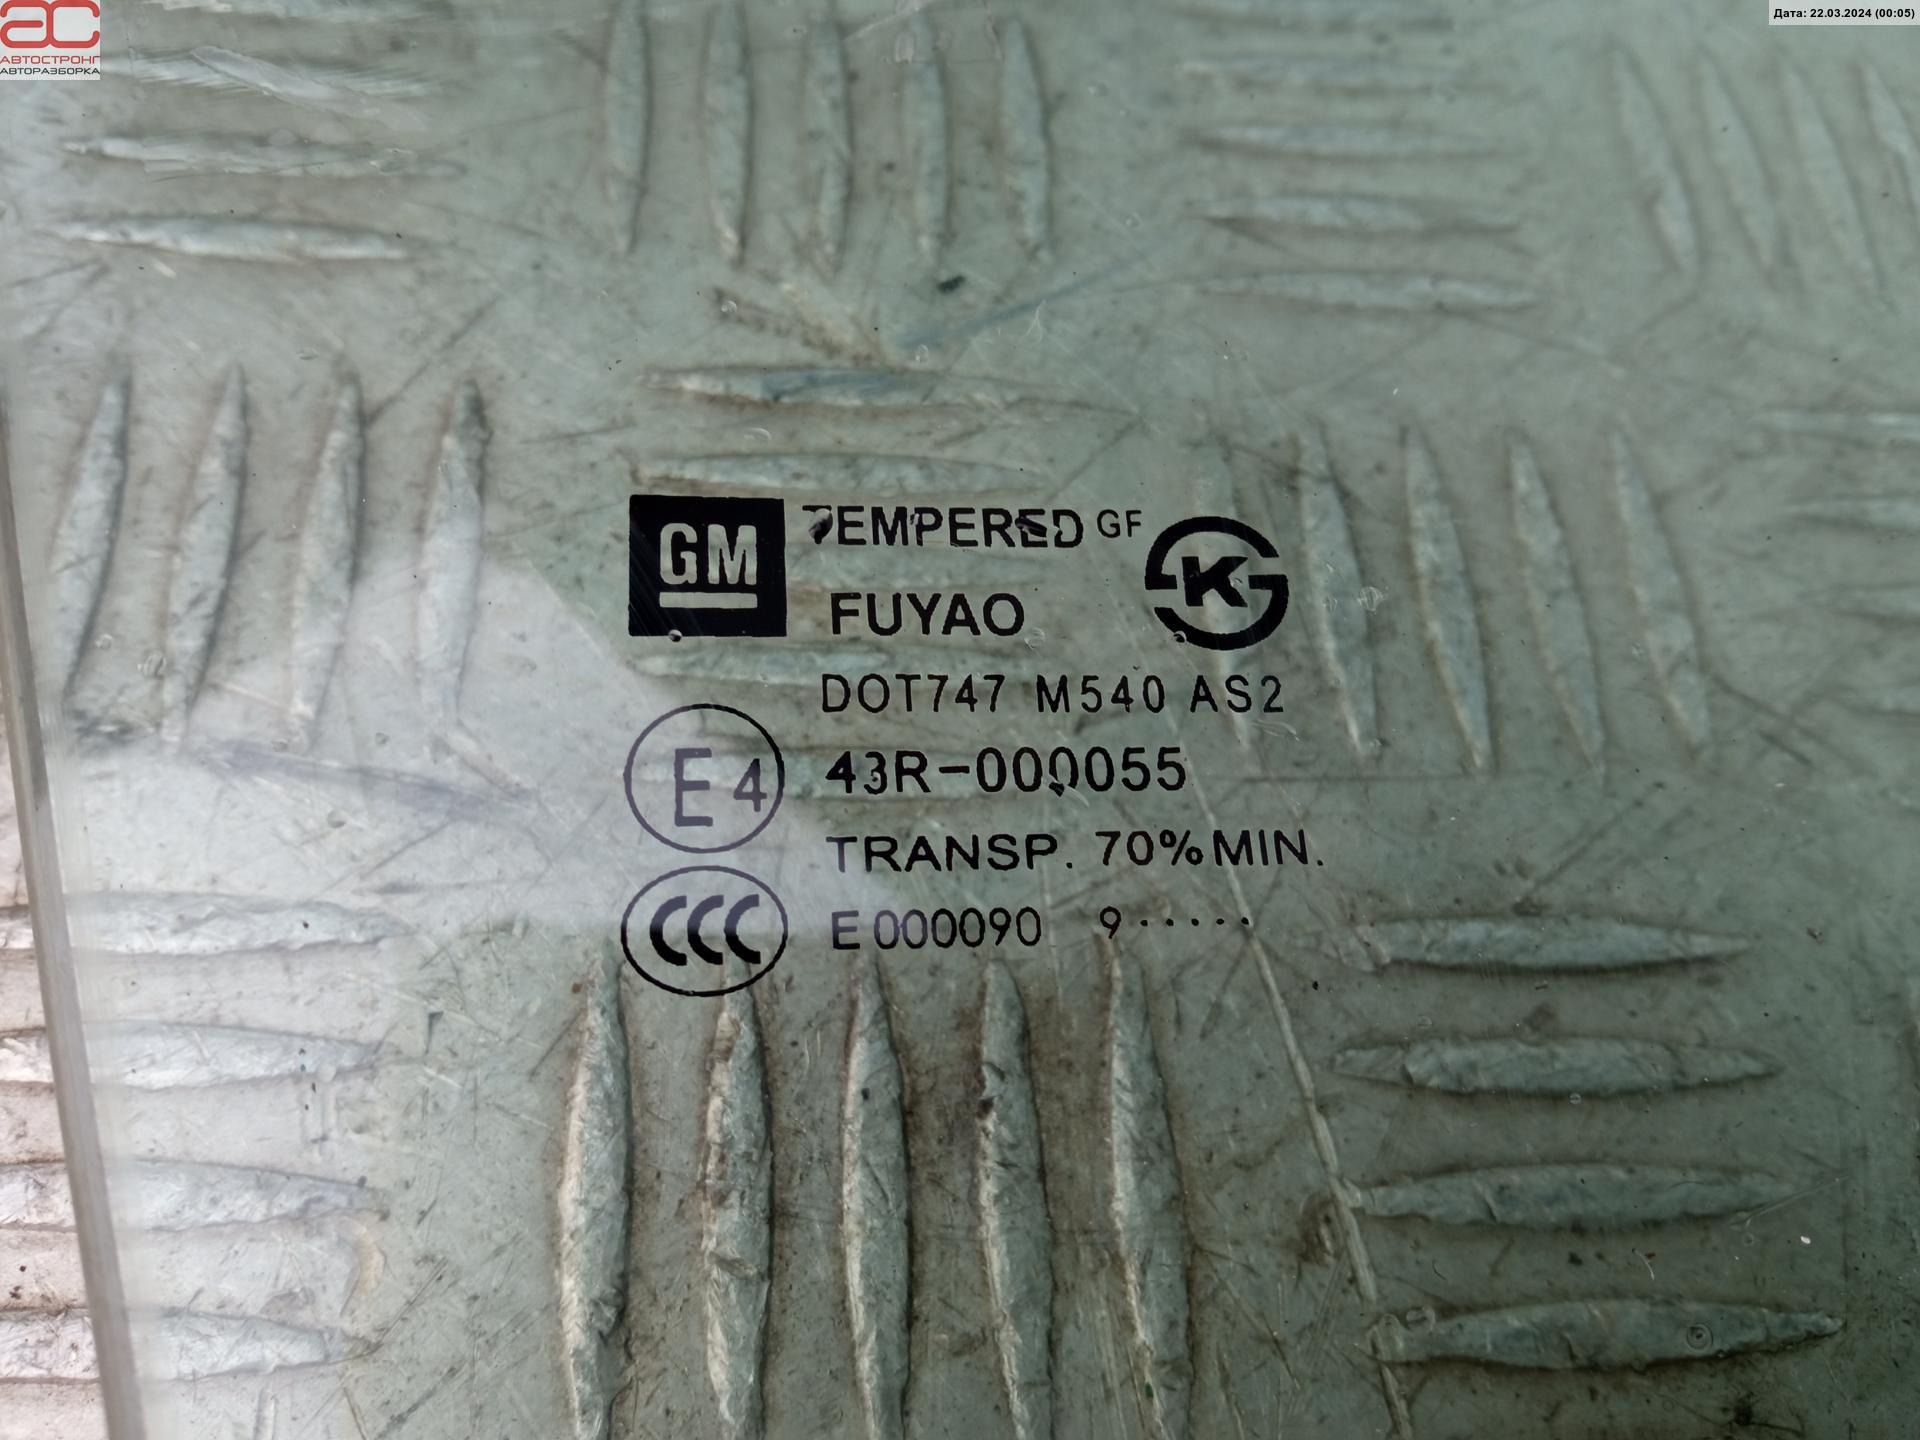 АС
АВТОСТРОНГ
АВТОРАЗБОРКА
Дата: 22.03.2024 (00:05)
GM TEMPERED GF
FUYAO
K
DOT747 M540 AS2
E4 43R-000055
TRANSP. 70% MIN.
CCC E000090 9·····